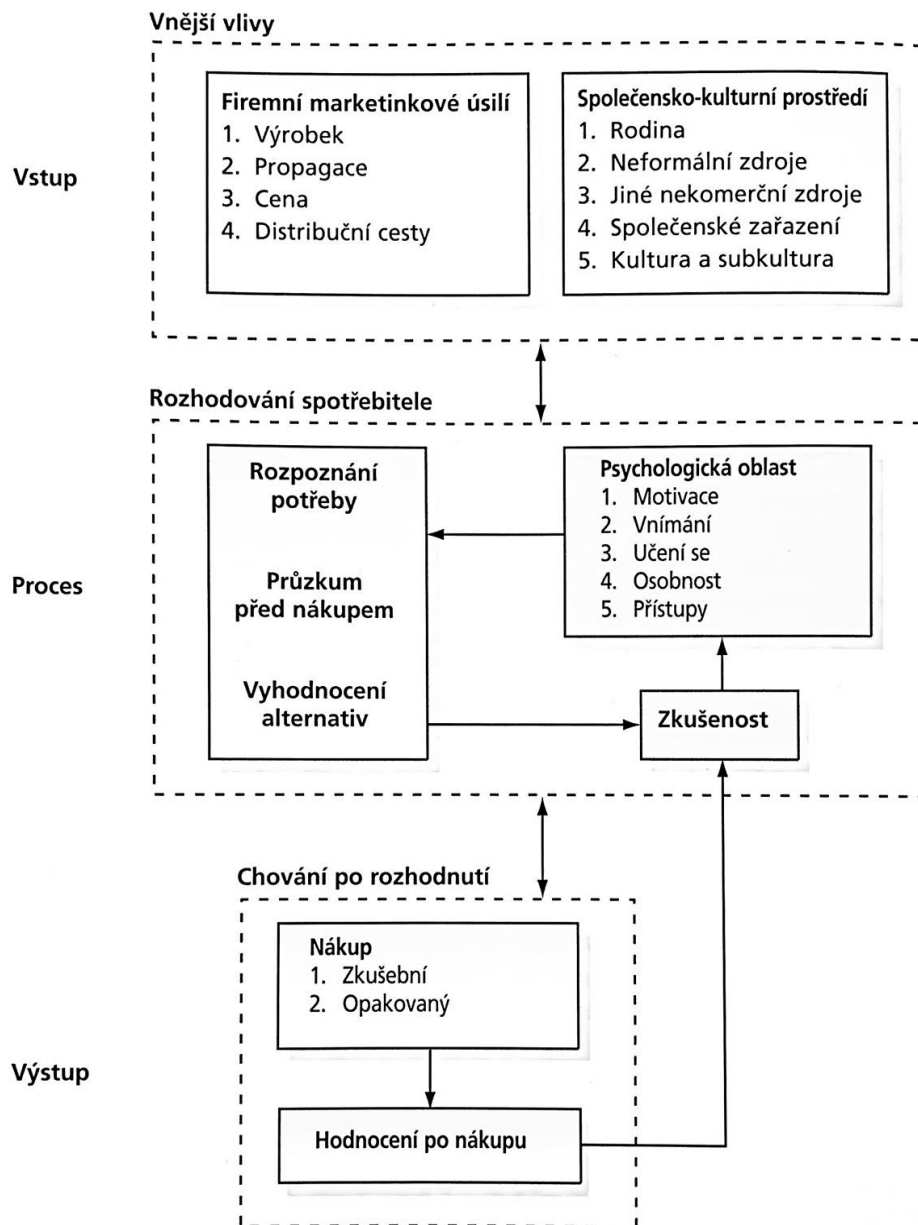 Vnější vlivy
Vstup
Firemní marketinkové úsilí
1. Výrobek
2. Propagace
3. Cena
4. Distribuční cesty
Společensko-kulturní prostředí
1. Rodina
2. Neformální zdroje
3. Jiné nekomerční zdroje
4. Společenské zařazení
5. Kultura a subkultura
Rozhodování spotřebitele
Proces
Rozpoznání
potřeby
Průzkum
před nákupem
Vyhodnocení
alternativ
Psychologická oblast
1. Motivace
2. Vnímání
3. Učení se
4. Osobnost
5. Přístupy
Zkušenost
Chování po rozhodnutí
Výstup
Nákup
1. Zkušební
2. Opakovaný
Hodnocení po nákupu